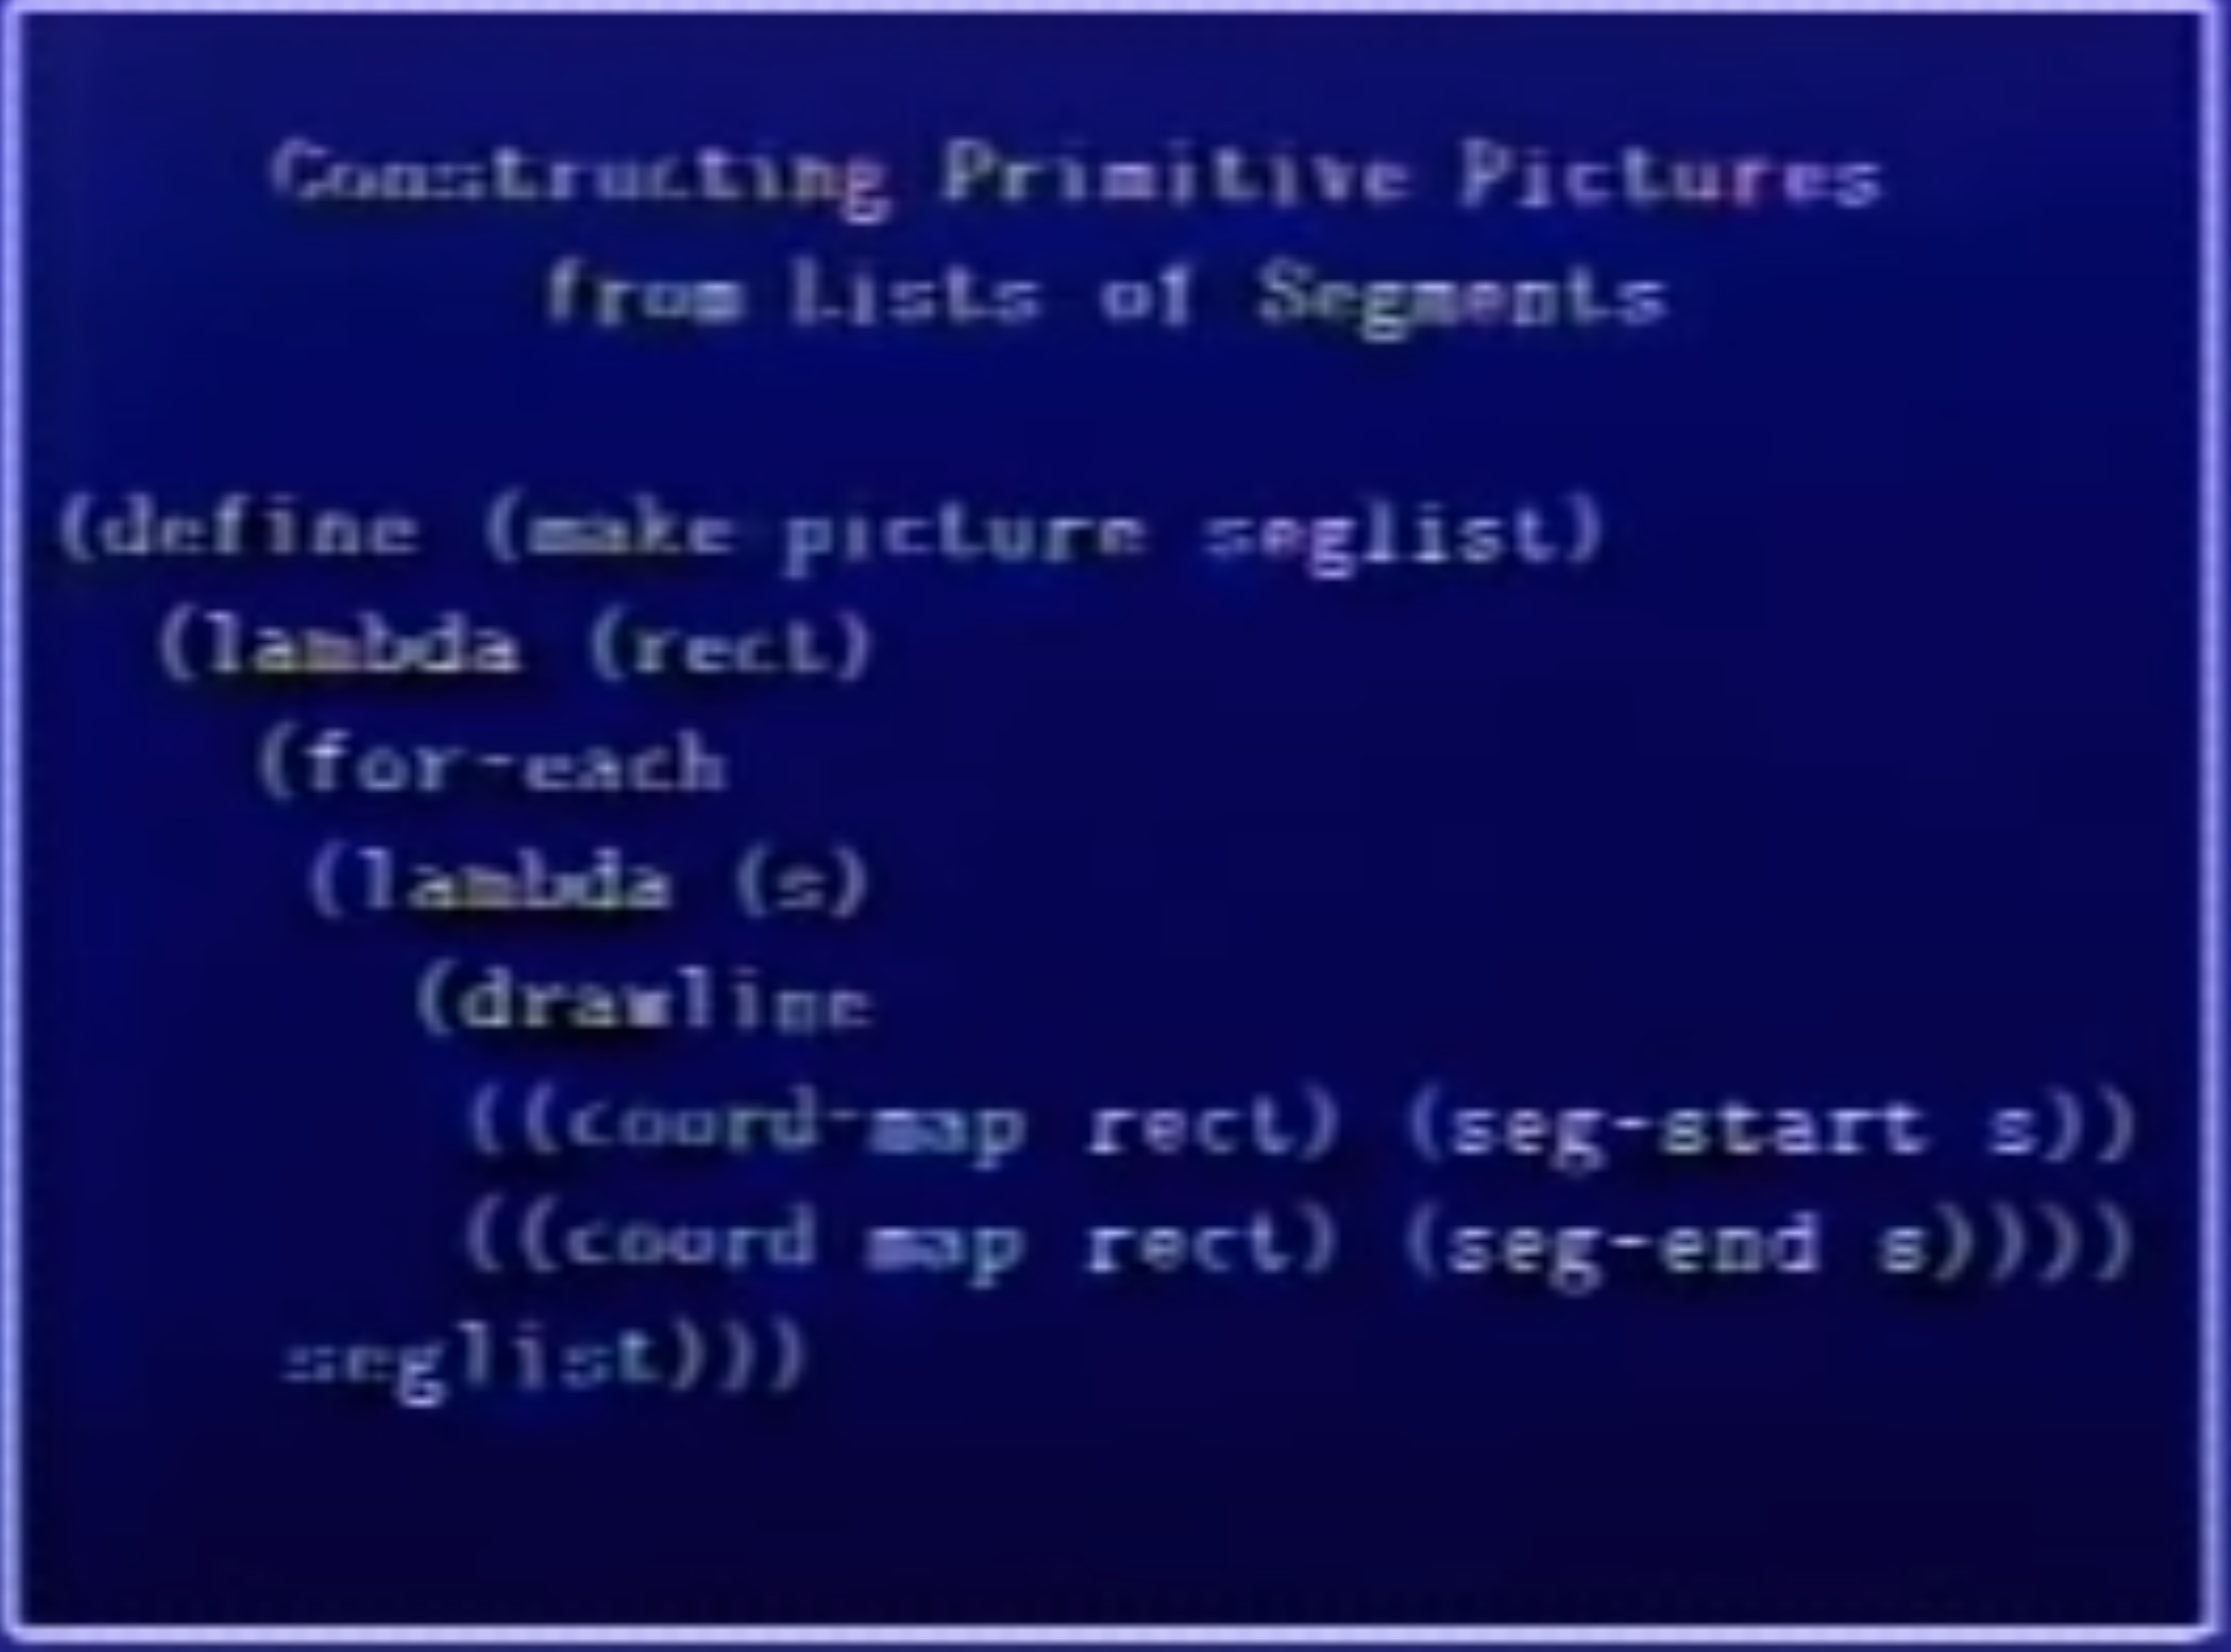 Constructing Primitive Pictures
from Lists of Segments
(define (make picture seglist)
(lambda (rect)
(for-each
(lambda (s)
(drawline
((coord-map rect) (seg-start s))
((coord map rect) (seg-end s))))
seglist)))